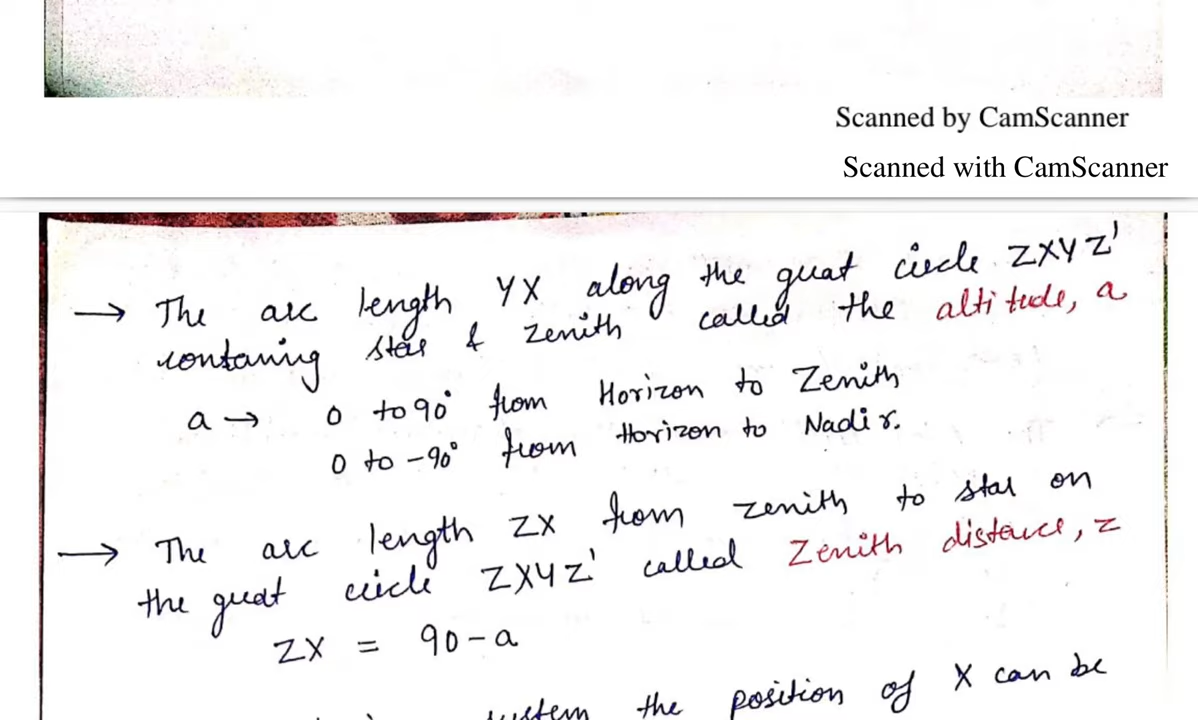 Scanned by CamScanner
Scanned with CamScanner
→ The arc length YX along the great circle ZXYZ'
containing star & zenith called the altitude, a
a → 0 to 90° from Horizon to Zenith
0 to -90° from Horizon to Nadir.
→ The arc length ZX from zenith to star on
the great circle ZXYZ' called Zenith distance, z
ZX = 90-a
system the position of X can be